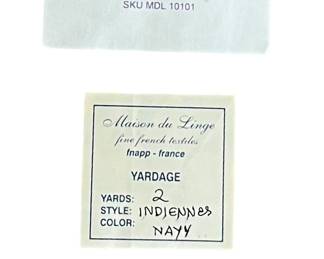 SKU MDL 10101
Maison du Linge
fine french textiles
fnapp - france
YARDAGE
YARDS: 2
STYLE: INDIENNES
COLOR: NAVY